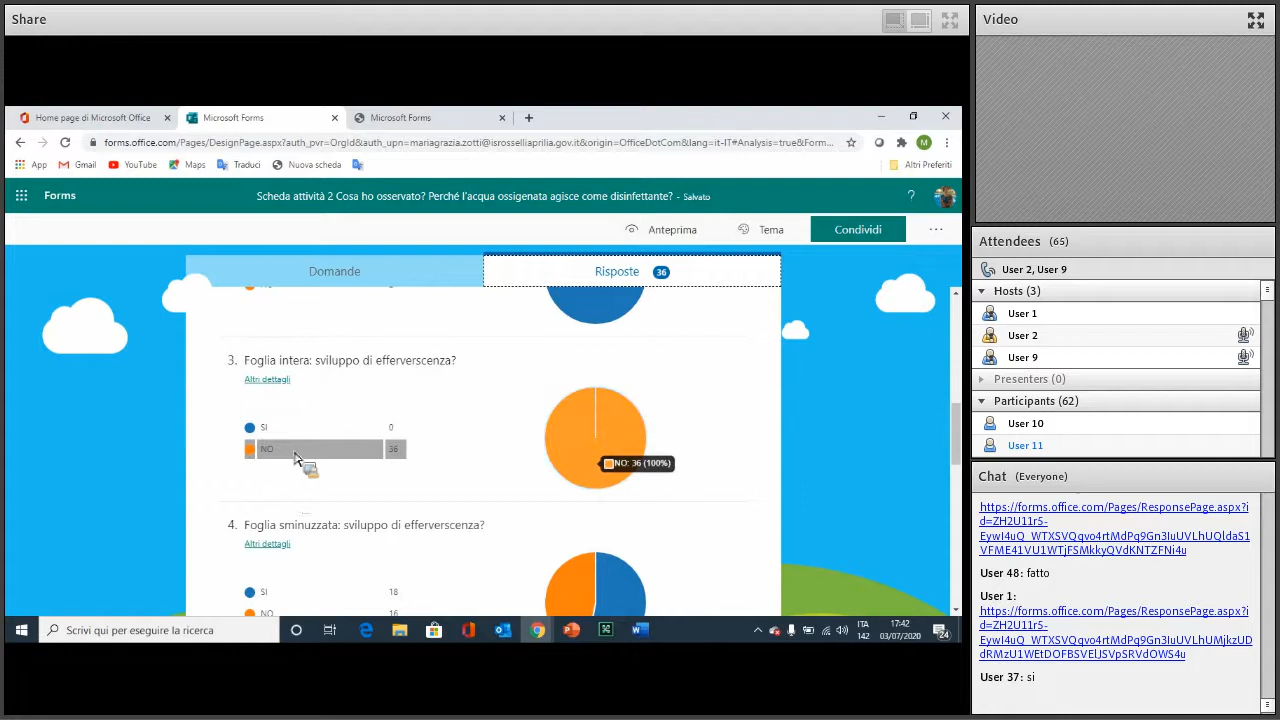 Share
Home page di Microsoft Office
Microsoft Forms
Microsoft Forms
forms.office.com/Pages/DesignPage.aspx?auth_pvr=OrgId&auth_upn=mariagrazia.zotti@isrosselliaprilia.gov.it&origin=OfficeDotCom&lang=it-IT#Analysis=true&Form...
App
Gmail
YouTube
Maps
Traduci
Nuova scheda
Altri Preferiti
M
Forms
Scheda attività 2 Cosa ho osservato? Perché l'acqua ossigenata agisce come disinfettante? - Salvato
?
Anteprima
Tema
Condividi
Domande
Risposte 36
3. Foglia intera: sviluppo di efferverscenza?
Altri dettagli
SI 0
NO 36
NO: 36 (100%)
4. Foglia sminuzzata: sviluppo di efferverscenza?
Altri dettagli
SI 18
NO 16
Scrivi qui per eseguire la ricerca
ITA
142
17:42
03/07/2020
24
Video
Attendees (65)
User 2, User 9
Hosts (3)
User 1
User 2
User 9
Presenters (0)
Participants (62)
User 10
User 11
Chat (Everyone)
https://forms.office.com/Pages/ResponsePage.aspx?i
d=ZH2U11r5-
User 48: fatto
User 1:
https://forms.office.com/Pages/ResponsePage.aspx?i
d=ZH2U11r5-
User 37: si